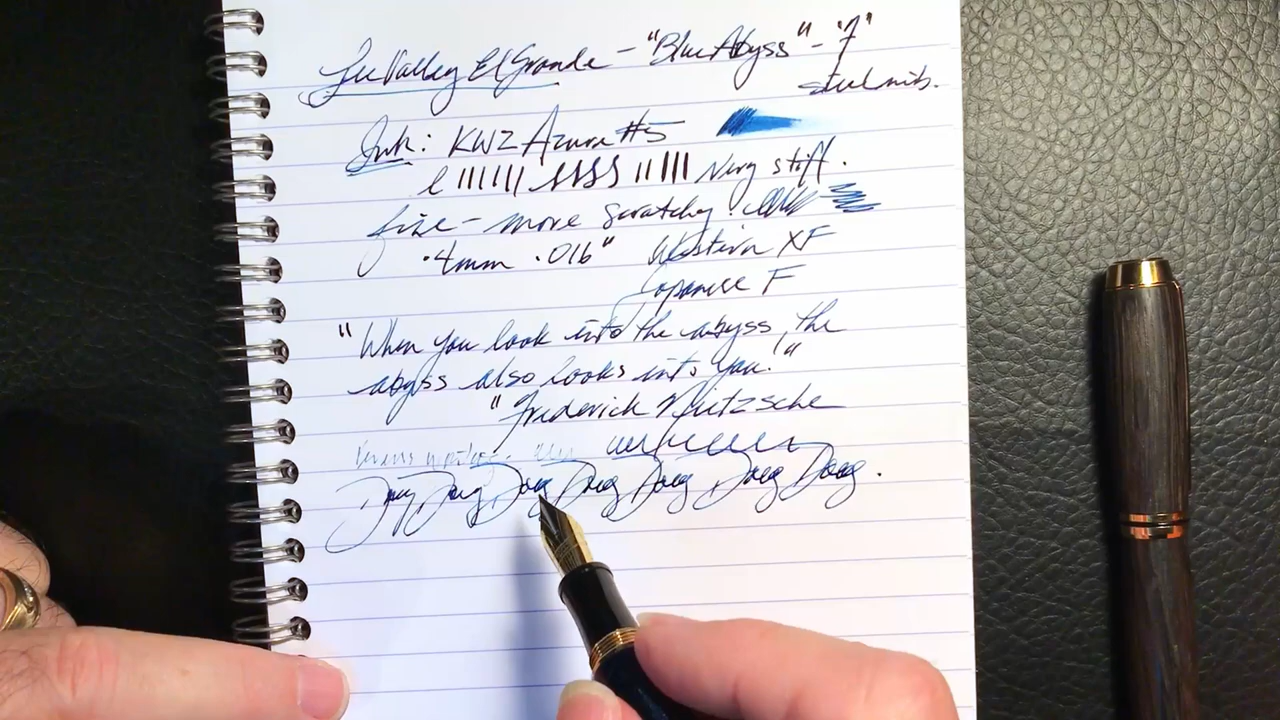 Lee Valley El Grande - "Blue Abyss" - 'f'
steel nib.
Ink: KWZ Azure #5
Very stiff.
fine - more scratchy.
.4mm .016" Western XF
Japanese F
"When you look into the abyss, the
abyss also looks into you."
"Frederick Nietzsche
Doug Doug Doug Doug Doug Doug Doug.